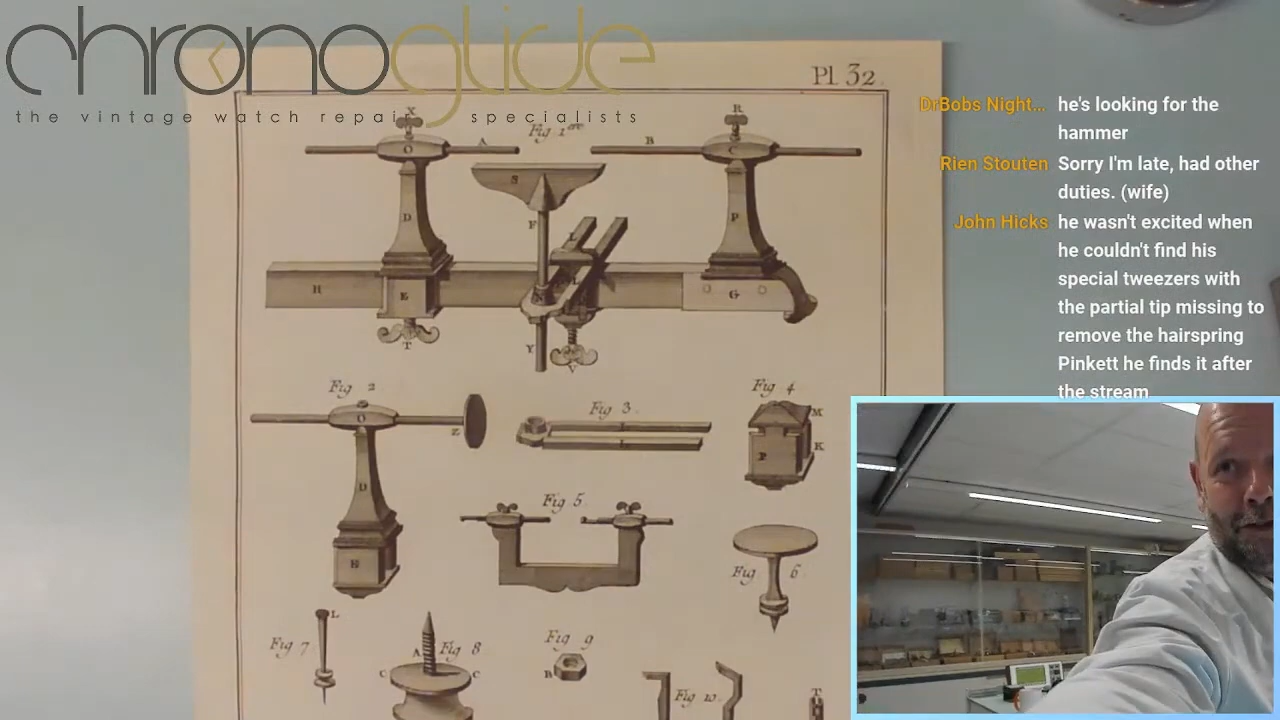 chronoglide
the vintage watch repair specialists
Pl. 32.
Fig 1ere
X
O
A
B
R
C
S
D
F
P
L
H
E
G
T
Y
V
Fig 2
Fig 3.
Fig 4
O
Z
D
E
M
K
P
Fig 5
Fig 6
Fig 7
L
A
Fig 8
C
C
Fig 9
B
Fig 10.
T
DrBobs Night... he's looking for the
hammer
Rien Stouten Sorry I'm late, had other
duties. (wife)
John Hicks he wasn't excited when
he couldn't find his
special tweezers with
the partial tip missing to
remove the hairspring
Pinkett he finds it after
the stream